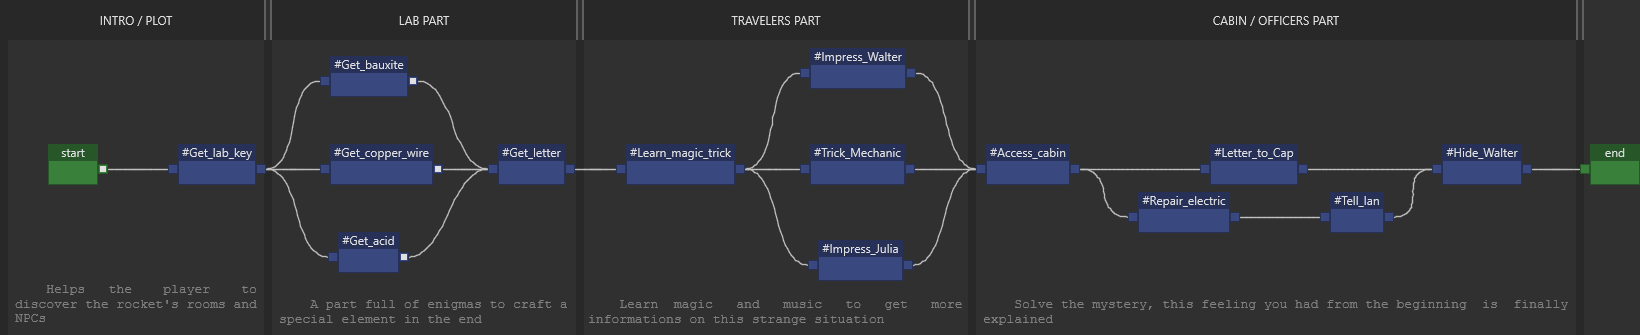 INTRO / PLOT
LAB PART
TRAVELERS PART
CABIN / OFFICERS PART
start
#Get_lab_key
#Get_bauxite
#Get_copper_wire
#Get_acid
#Get_letter
#Learn_magic_trick
#Impress_Walter
#Trick_Mechanic
#Impress_Julia
#Access_cabin
#Letter_to_Cap
#Repair_electric
#Tell_Ian
#Hide_Walter
end
Helps the player to
discover the rocket's rooms and
NPCs
A part full of enigmas to craft a
special element in the end
Learn magic and music to get more
informations on this strange situation
Solve the mystery, this feeling you had from the beginning is finally
explained